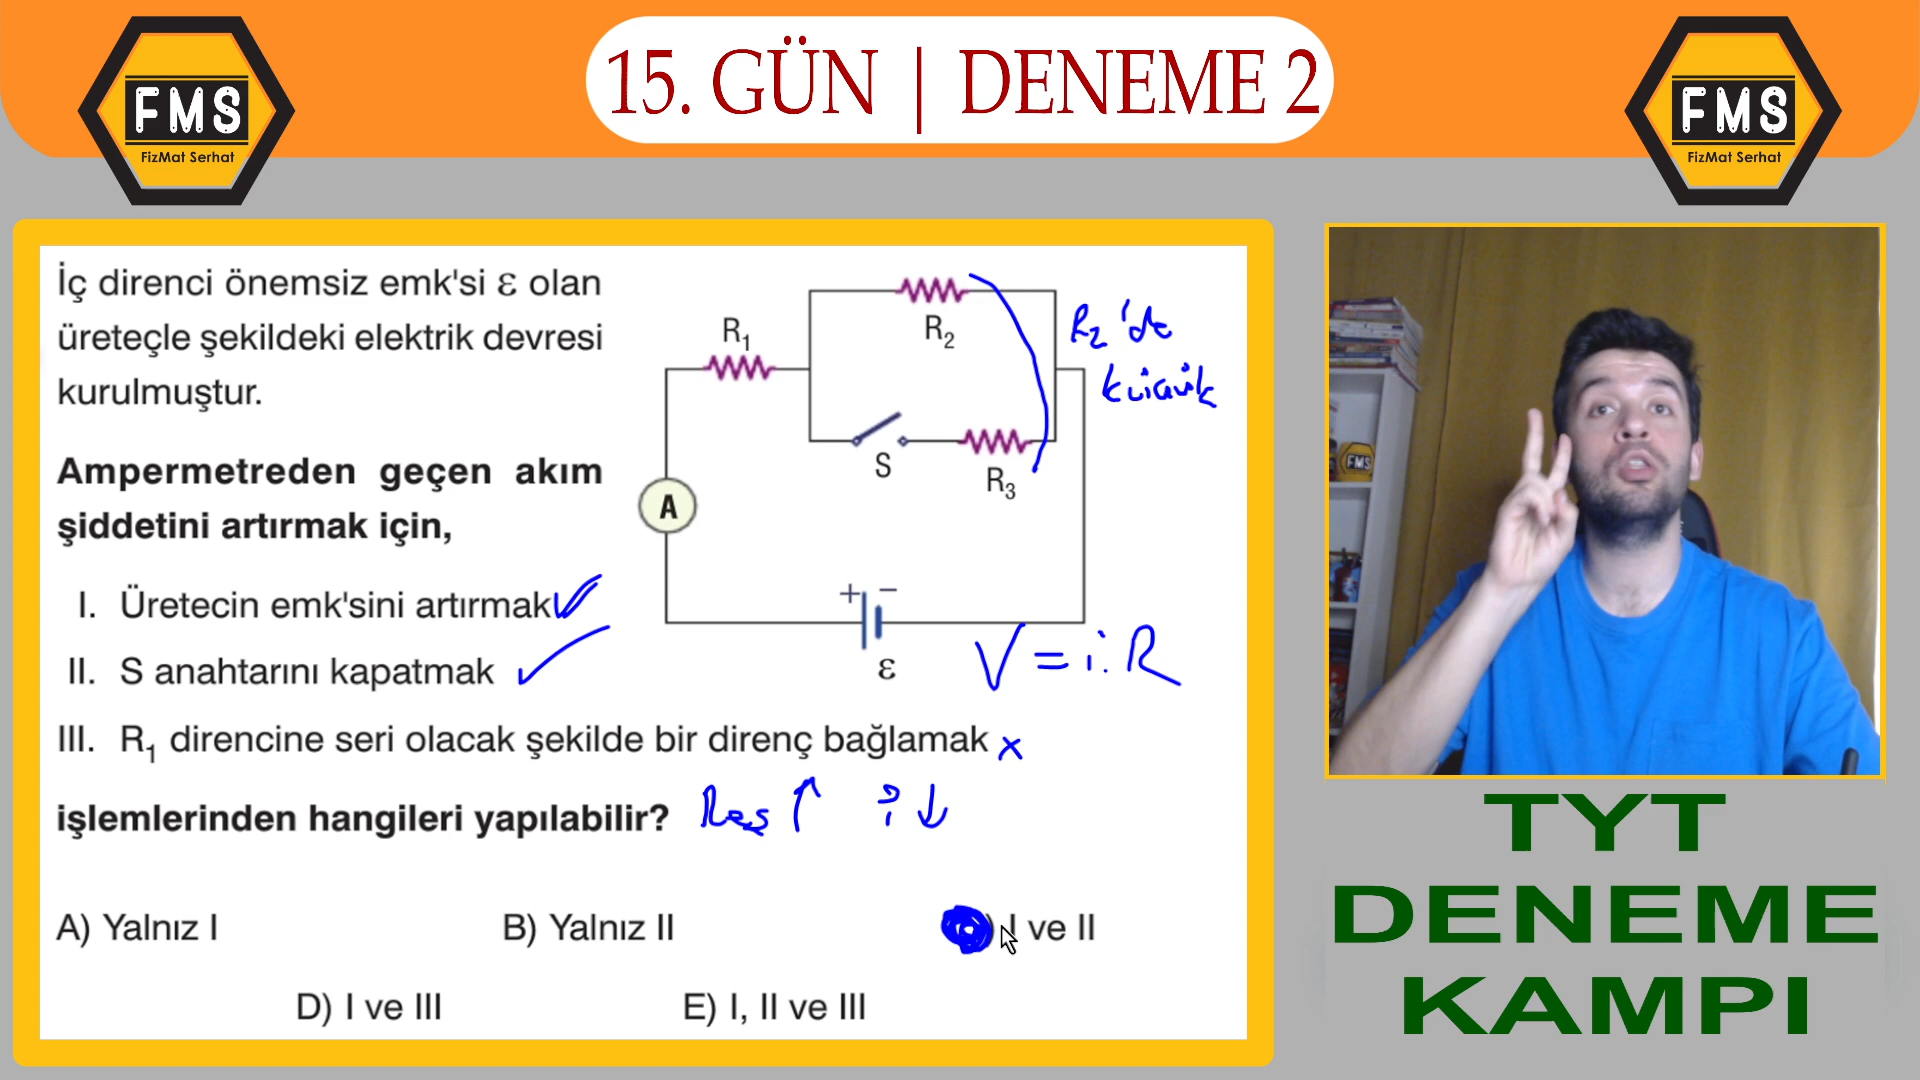 15. GÜN | DENEME 2
FMS
FizMat Serhat
FMS
FizMat Serhat
İç direnci önemsiz emk'si ε olan
üreteçle şekildeki elektrik devresi
kurulmuştur.
Ampermetreden geçen akım
şiddetini artırmak için,
I. Üretecin emk'sini artırmak
II. S anahtarını kapatmak
III. R₁ direncine seri olacak şekilde bir direnç bağlamak x
işlemlerinden hangileri yapılabilir?
Reş ↑ i ↓
A) Yalnız I
B) Yalnız II
) I ve II
D) I ve III
E) I, II ve III
R₁
R₂
S
R₃
A
+ −
ε
R₂'de
küçük
V = i.R
FMS
TYT
DENEME
KAMPI